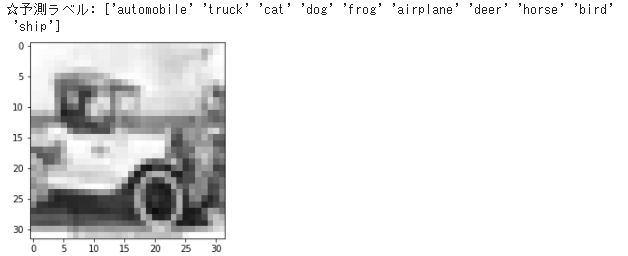 ☆予測ラベル: ['automobile' 'truck' 'cat' 'dog' 'frog' 'airplane' 'deer' 'horse' 'bird'
'ship']
0
5
10
15
20
25
30
0 5 10 15 20 25 30